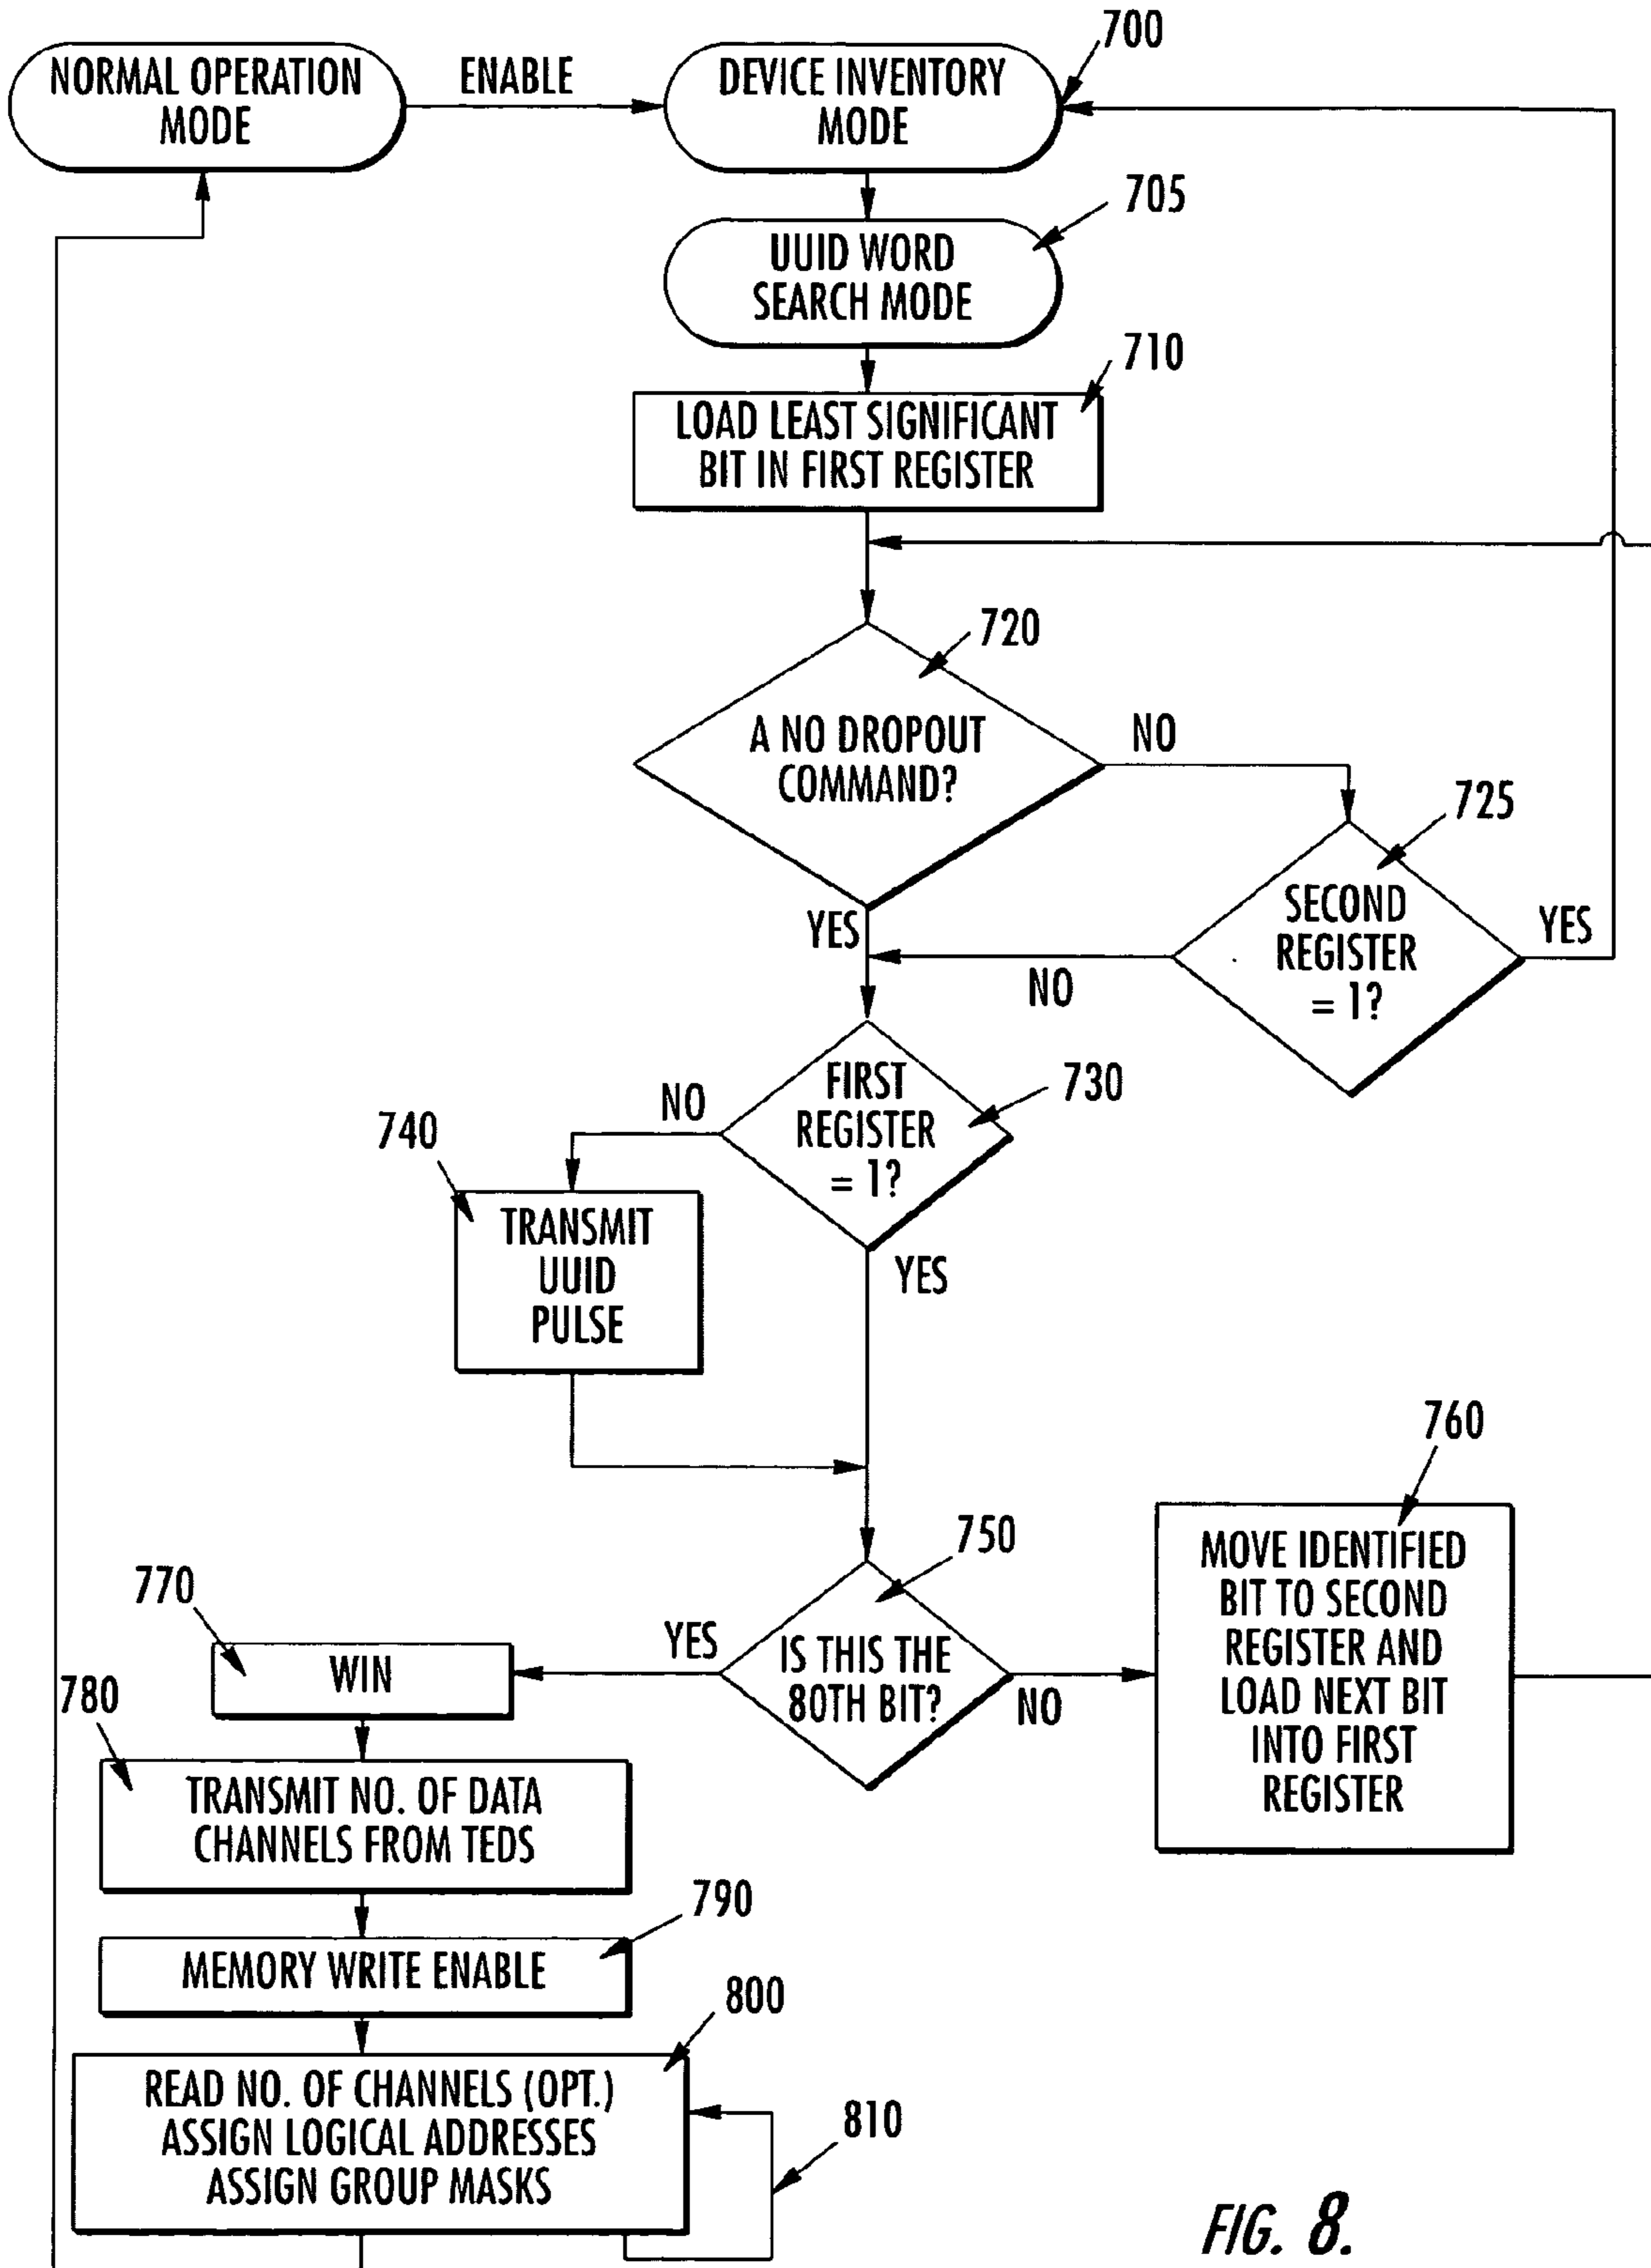 700
NORMAL OPERATION
MODE
ENABLE
DEVICE INVENTORY
MODE
705
UUID WORD
SEARCH MODE
710
LOAD LEAST SIGNIFICANT
BIT IN FIRST REGISTER
720
A NO DROPOUT
COMMAND?
NO
725
SECOND
REGISTER
= 1?
YES
YES
NO
FIRST
REGISTER
= 1?
730
NO
740
TRANSMIT
UUID
PULSE
YES
760
MOVE IDENTIFIED
BIT TO SECOND
REGISTER AND
LOAD NEXT BIT
INTO FIRST
REGISTER
750
IS THIS THE
80TH BIT?
YES
NO
770
WIN
780
TRANSMIT NO. OF DATA
CHANNELS FROM TEDS
790
MEMORY WRITE ENABLE
800
READ NO. OF CHANNELS (OPT.)
ASSIGN LOGICAL ADDRESSES
ASSIGN GROUP MASKS
810
FIG. 8.